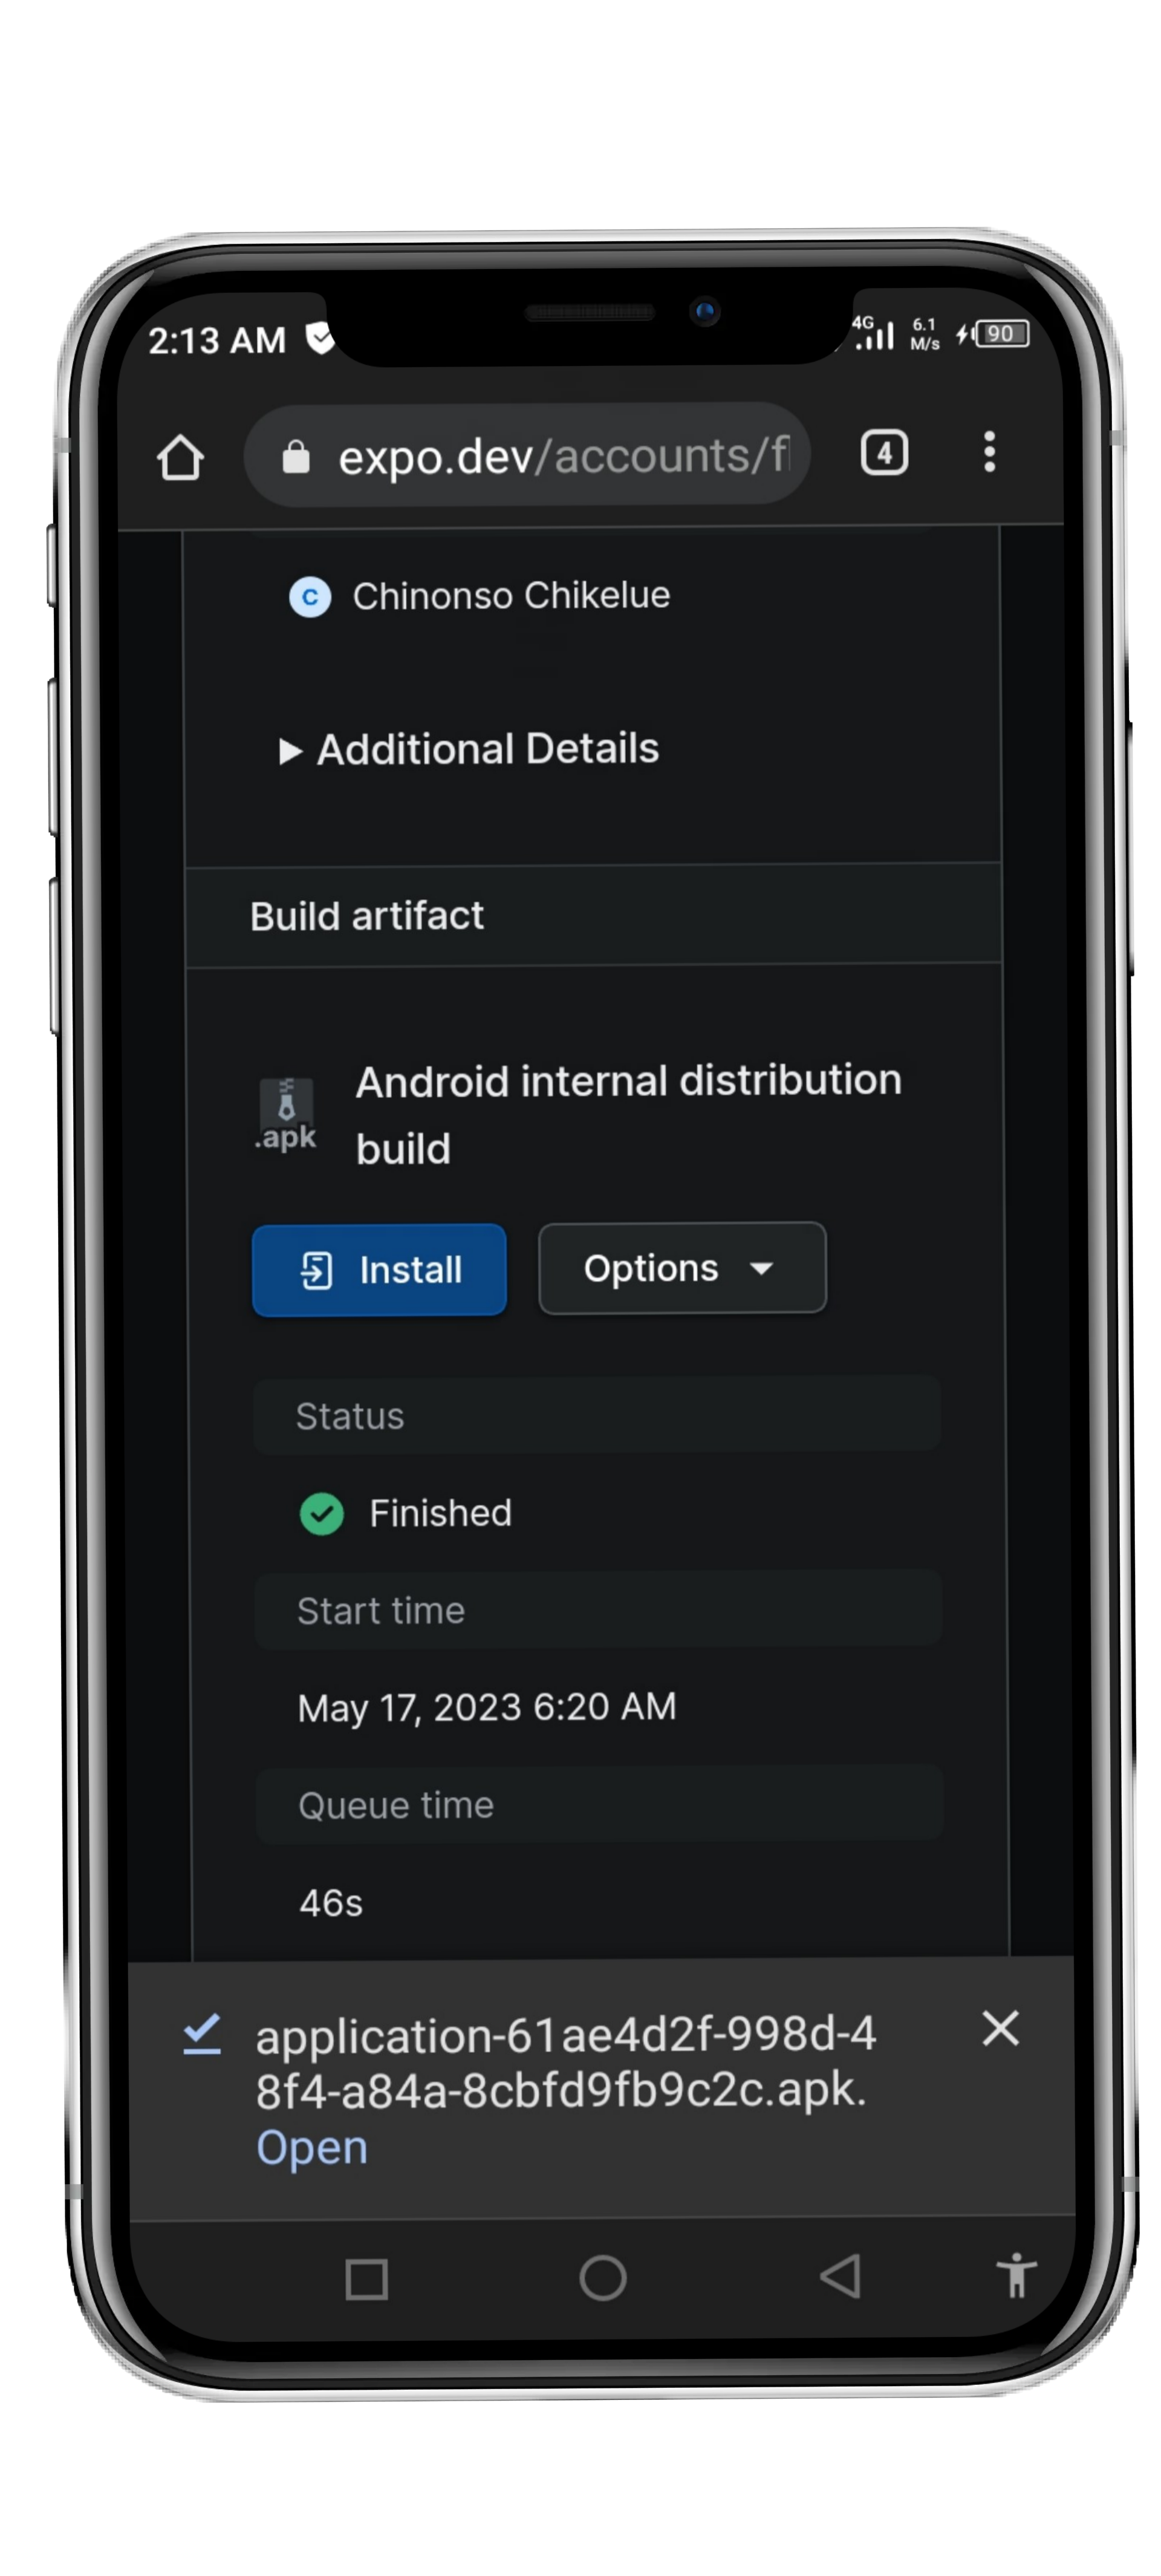 2:13 AM 4G 6.1 M/s 90
expo.dev/accounts/f
4
C Chinonso Chikelue
Additional Details
Build artifact
.apk
Android internal distribution
build
Install
Options
Status
Finished
Start time
May 17, 2023 6:20 AM
Queue time
46s
application-61ae4d2f-998d-4
8f4-a84a-8cbfd9fb9c2c.apk.
Open